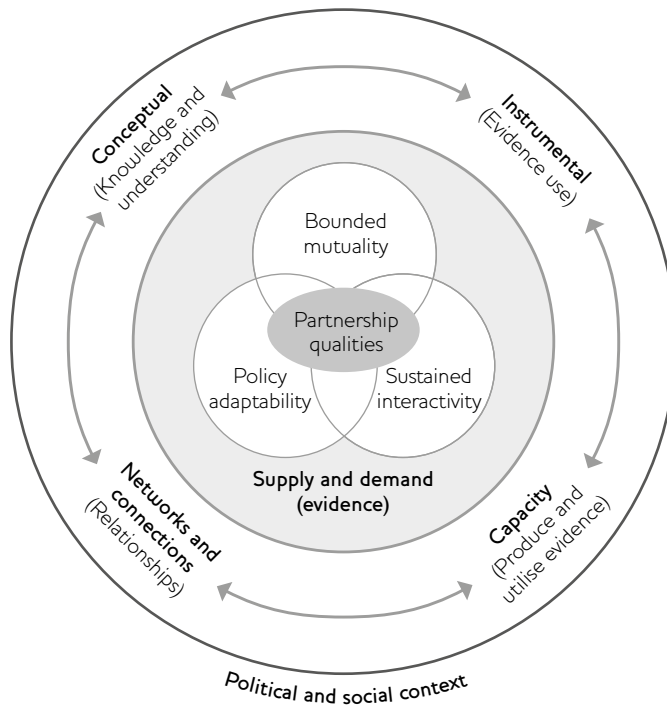 Conceptual
(Knowledge and
understanding)
Instrumental
(Evidence use)
Bounded
mutuality
Partnership
qualities
Policy
adaptability
Sustained
interactivity
Supply and demand
(evidence)
Networks and
connections
(Relationships)
Capacity
(Produce and
utilise evidence)
Political and social context